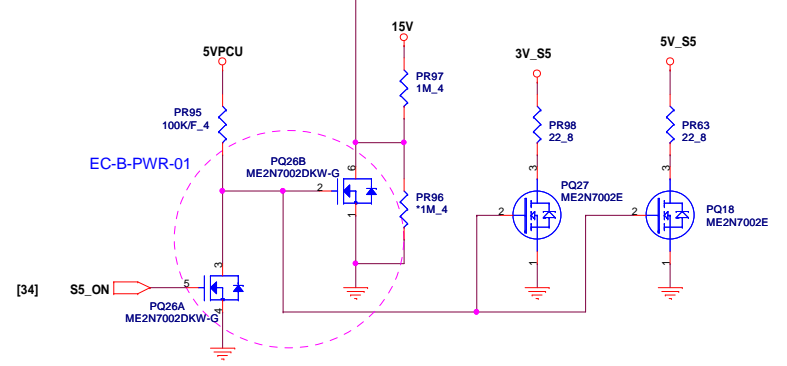 15V
5VPCU
3V_S5
5V_S5
PR97
1M_4
PR95
100K/F_4
PR98
22_8
PR63
22_8
EC-B-PWR-01
PQ26B
ME2N7002DKW-G
6
2
1
PR96
*1M_4
3
PQ27
ME2N7002E
2
1
3
2
PQ18
ME2N7002E
1
3
[34]
S5_ON
5
4
PQ26A
ME2N7002DKW-G